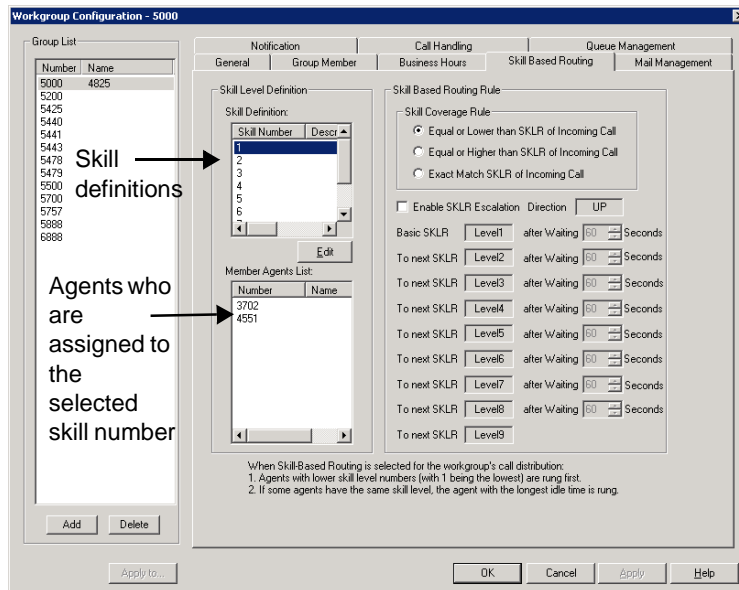 Workgroup Configuration - 5000
Group List
Number Name
5000 4825
5200
5425
5440
5441
5443
5478
5479
5500
5700
5757
5888
6888
Add Delete
Apply to...
Skill
definitions
Agents who
are
assigned to
the
selected
skill number
Notification Call Handling Queue Management
General Group Member Business Hours Skill Based Routing Mail Management
Skill Level Definition
Skill Definition:
Skill Number Descr
1
2
3
4
5
6
Edit
Member Agents List:
Number Name
3702
4551
Skill Based Routing Rule
Skill Coverage Rule
Equal or Lower than SKLR of Incoming Call
Equal or Higher than SKLR of Incoming Call
Exact Match SKLR of Incoming Call
Enable SKLR Escalation Direction UP
Basic SKLR Level1 after Waiting 60 Seconds
To next SKLR Level2 after Waiting 60 Seconds
To next SKLR Level3 after Waiting 60 Seconds
To next SKLR Level4 after Waiting 60 Seconds
To next SKLR Level5 after Waiting 60 Seconds
To next SKLR Level6 after Waiting 60 Seconds
To next SKLR Level7 after Waiting 60 Seconds
To next SKLR Level8 after Waiting 60 Seconds
To next SKLR Level9
When Skill-Based Routing is selected for the workgroup's call distribution:
1. Agents with lower skill level numbers (with 1 being the lowest) are rung first.
2. If some agents have the same skill level, the agent with the longest idle time is rung.
OK Cancel Apply Help